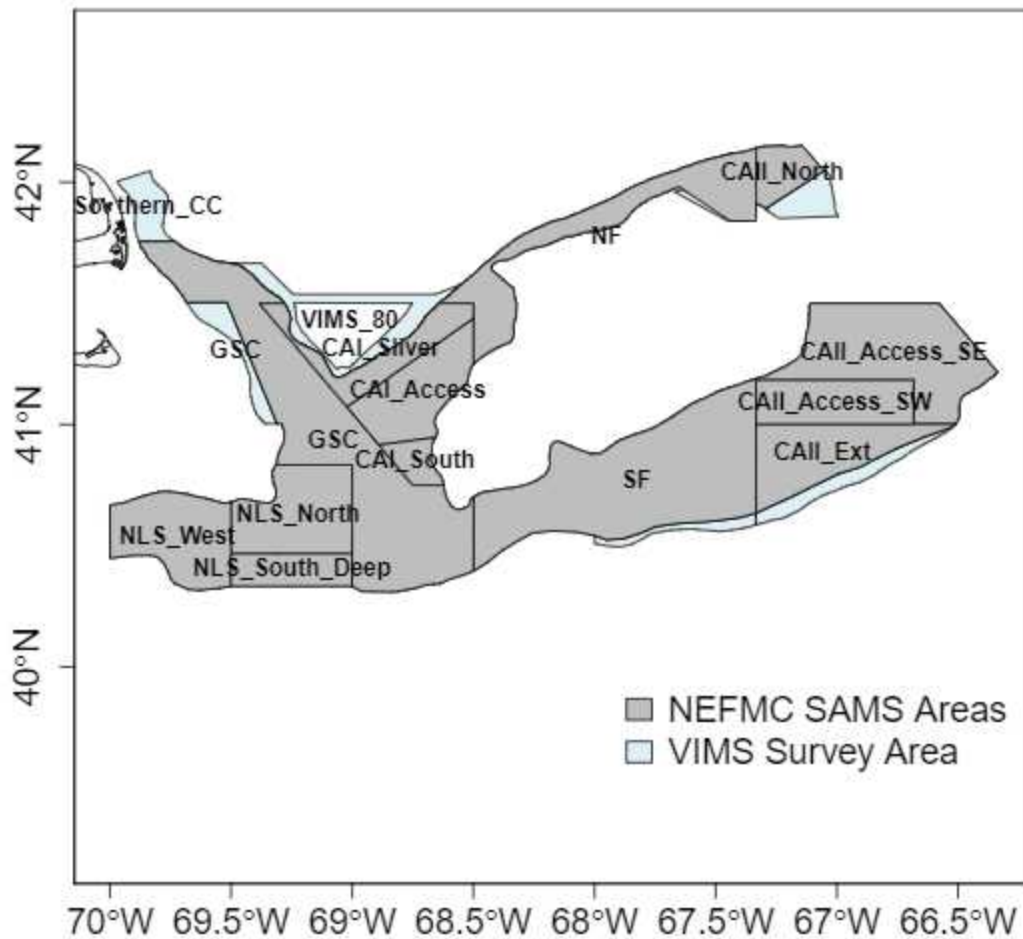 42°N
41°N
40°N
CAII_North
Southern_CC
NF
VIMS_80
CAI_Sliver
GSC
CAII_Access_SE
CAI_Access
CAII_Access_SW
GSC
CAI_South
CAII_Ext
SF
NLS_North
NLS_West
NLS_South_Deep
NEFMC SAMS Areas
VIMS Survey Area
70°W 69.5°W 69°W 68.5°W 68°W 67.5°W 67°W 66.5°W